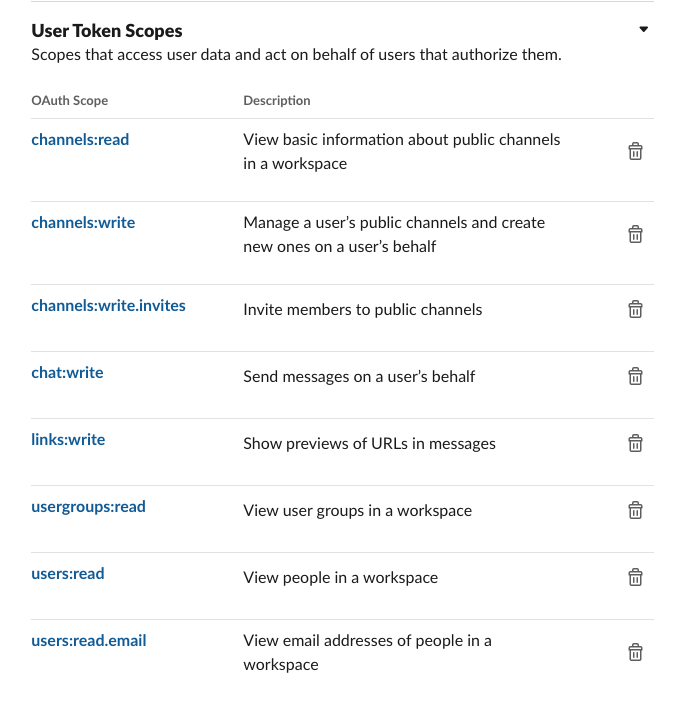 User Token Scopes
Scopes that access user data and act on behalf of users that authorize them.
OAuth Scope Description
channels:read View basic information about public channels
in a workspace
channels:write Manage a user’s public channels and create
new ones on a user’s behalf
channels:write.invites Invite members to public channels
chat:write Send messages on a user’s behalf
links:write Show previews of URLs in messages
usergroups:read View user groups in a workspace
users:read View people in a workspace
users:read.email View email addresses of people in a
workspace